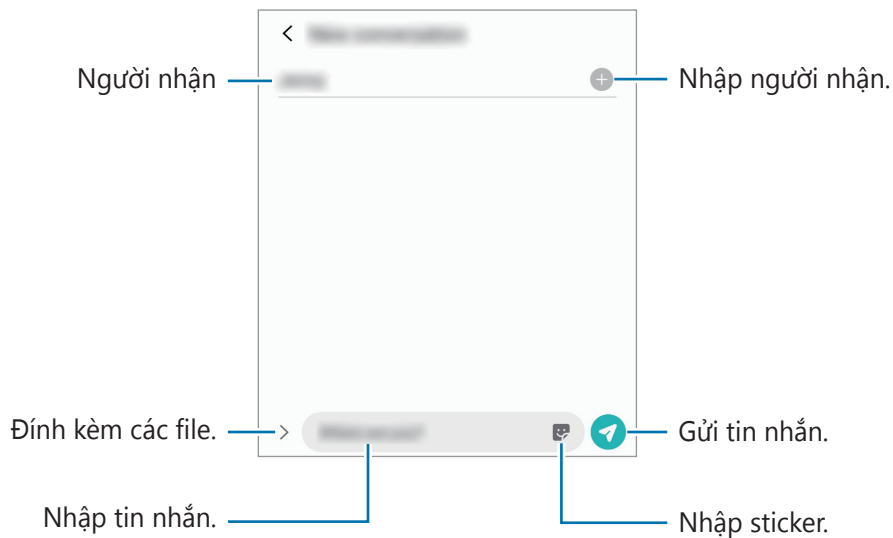 Người nhận
Nhập người nhận.
Đính kèm các file.
Gửi tin nhắn.
Nhập tin nhắn.
Nhập sticker.